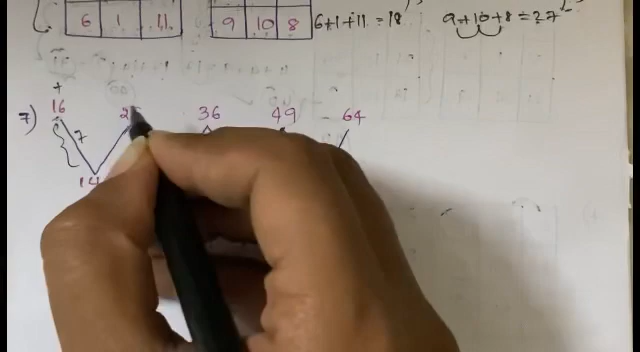 6 1 11 9 10 8 6+1+11 = 18 9+10+8 = 27
7) 16 36 49 64
7
14